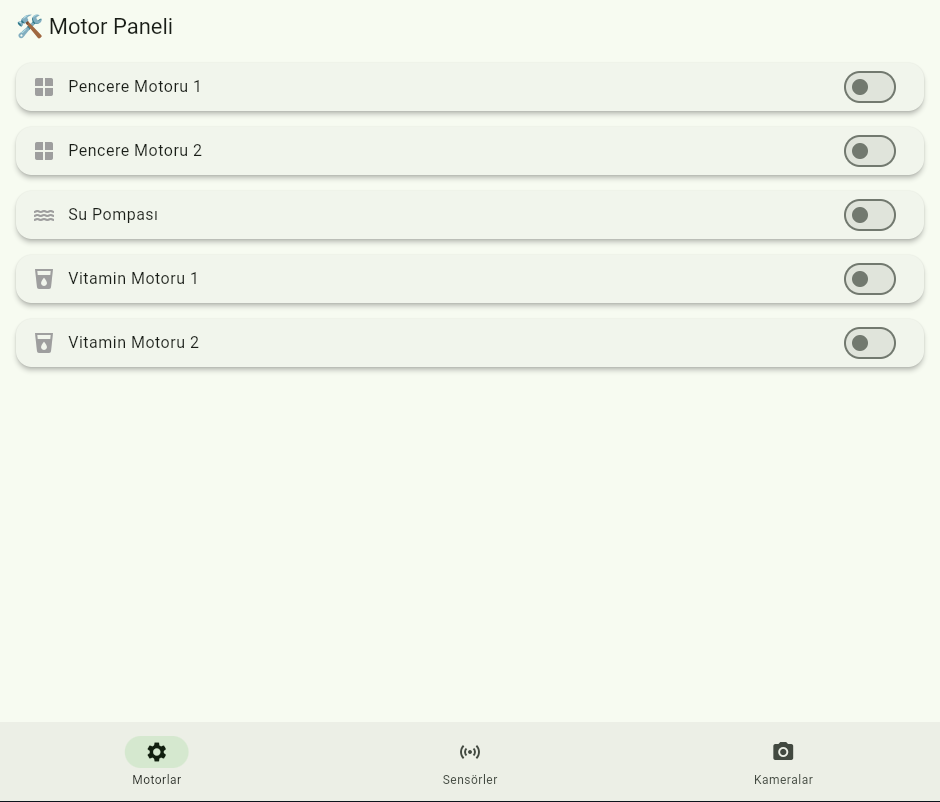 🛠️ Motor Paneli
Pencere Motoru 1
Pencere Motoru 2
Su Pompası
Vitamin Motoru 1
Vitamin Motoru 2
Motorlar
Sensörler
Kameralar